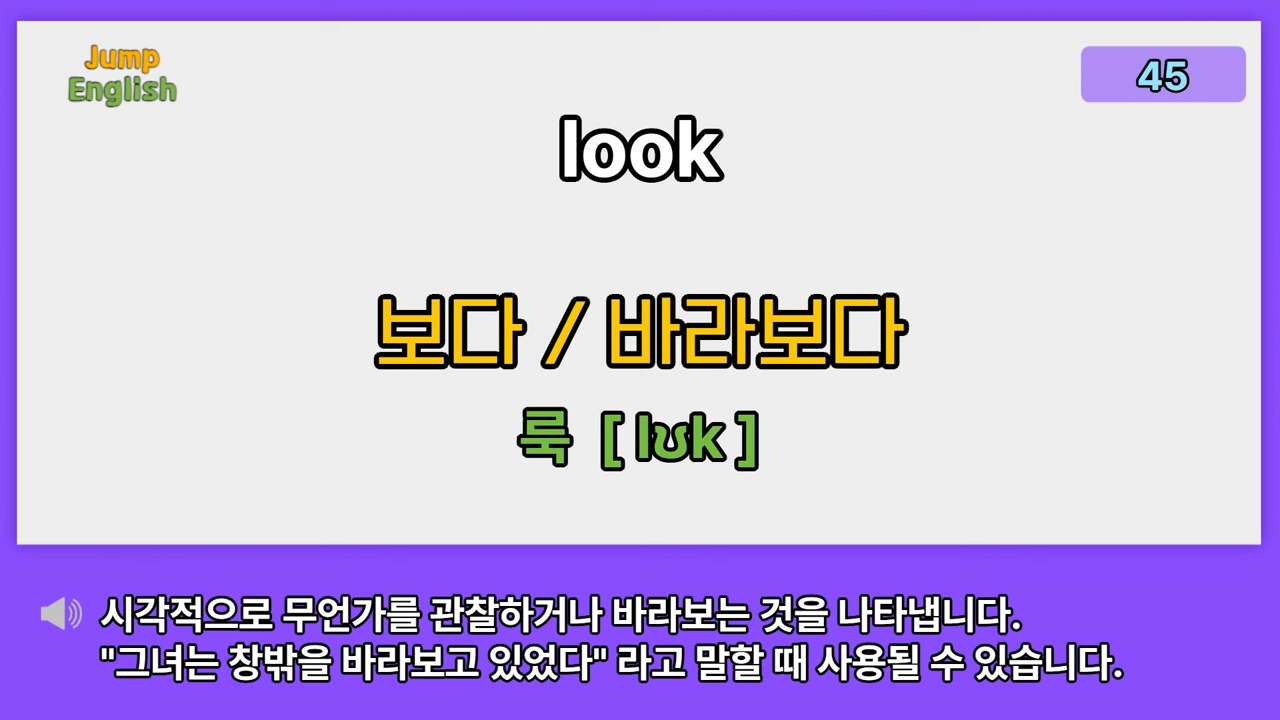 Jump
English
45
look
보다 / 바라보다
룩 [ lʊk ]
시각적으로 무언가를 관찰하거나 바라보는 것을 나타냅니다.
"그녀는 창밖을 바라보고 있었다" 라고 말할 때 사용될 수 있습니다.